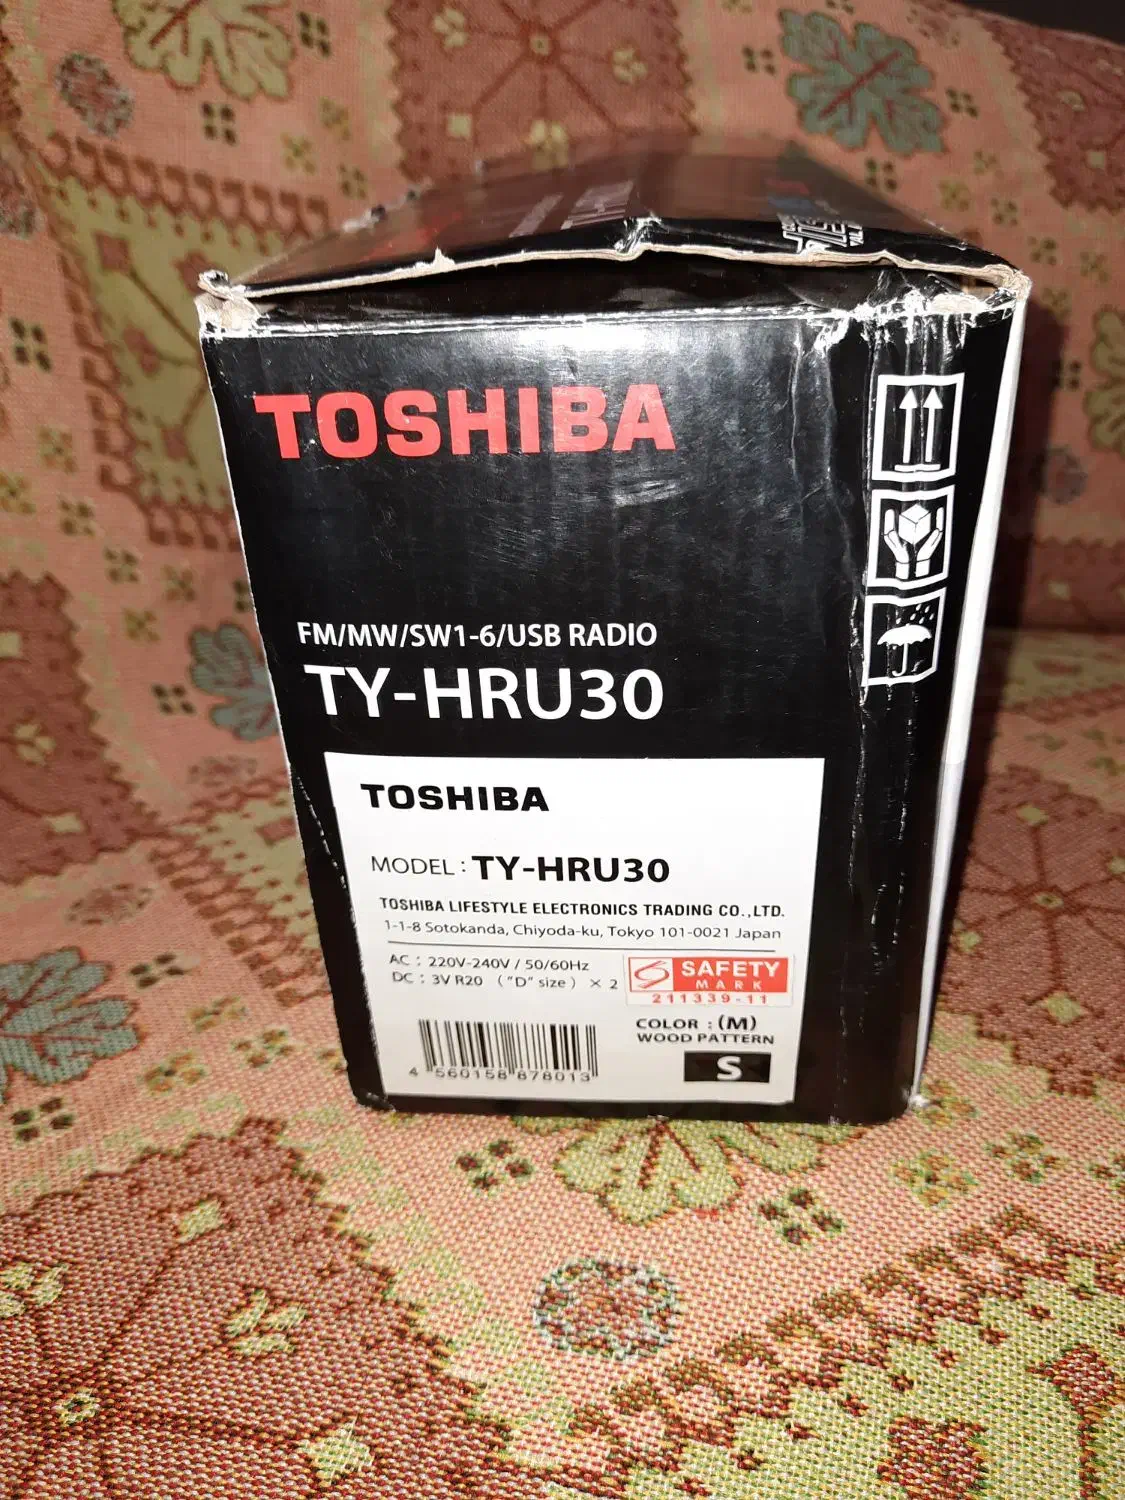 TOSHIBA
FM/MW/SW1-6/USB RADIO
TY-HRU30
TOSHIBA
MODEL : TY-HRU30
TOSHIBA LIFESTYLE ELECTRONICS TRADING CO.,LTD.
1-1-8 Sotokanda, Chiyoda-ku, Tokyo 101-0021 Japan
AC : 220V-240V / 50/60Hz
DC : 3V R20 ("D" size) × 2
SAFETY
MARK
211339-11
COLOR : (M)
WOOD PATTERN
S
4 560158 878013